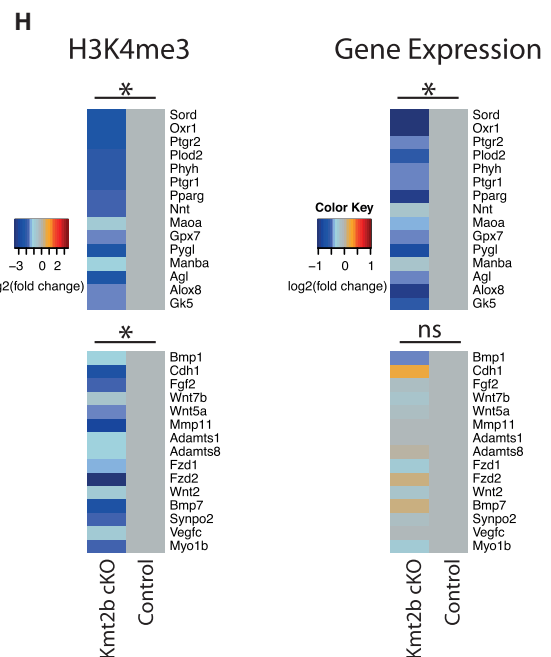 H
H3K4me3
Gene Expression
*
*
Sord
Oxr1
Ptgr2
Plod2
Phyh
Ptgr1
Pparg
Nnt
Maoa
Gpx7
Pygl
Manba
Agl
Alox8
Gk5
−3 0 2
g2(fold change)
Sord
Oxr1
Ptgr2
Plod2
Phyh
Ptgr1
Pparg
Nnt
Maoa
Gpx7
Pygl
Manba
Agl
Alox8
Gk5
Color Key
−1 0 1
log2(fold change)
*
ns
Bmp1
Cdh1
Fgf2
Wnt7b
Wnt5a
Mmp11
Adamts1
Adamts8
Fzd1
Fzd2
Wnt2
Bmp7
Synpo2
Vegfc
Myo1b
Bmp1
Cdh1
Fgf2
Wnt7b
Wnt5a
Mmp11
Adamts1
Adamts8
Fzd1
Fzd2
Wnt2
Bmp7
Synpo2
Vegfc
Myo1b
Kmt2b cKO
Control
Kmt2b cKO
Control